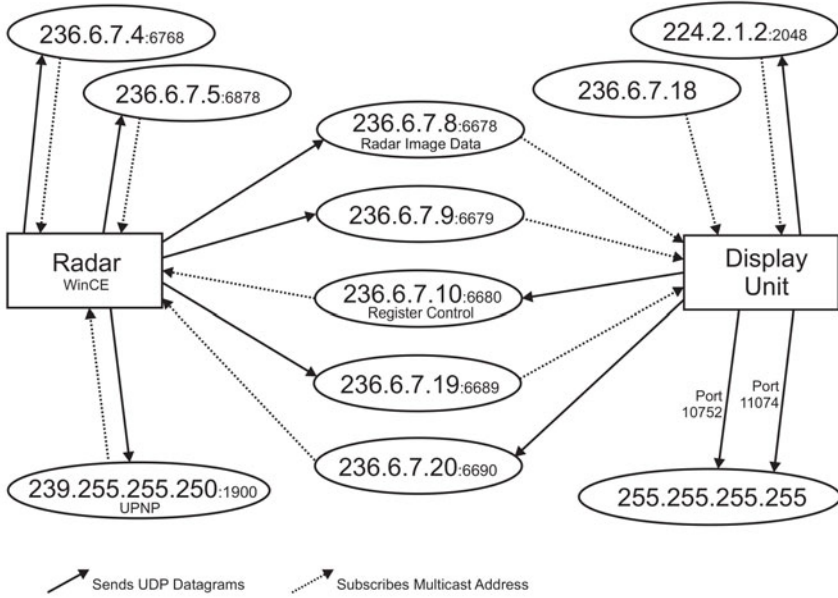 236.6.7.4:6768
224.2.1.2:2048
236.6.7.5:6878
236.6.7.18
236.6.7.8:6678
Radar Image Data
236.6.7.9:6679
Radar
WinCE
Display
Unit
236.6.7.10:6680
Register Control
236.6.7.19:6689
Port
10752
Port
11074
236.6.7.20:6690
239.255.255.250:1900
UPNP
255.255.255.255
Sends UDP Datagrams
Subscribes Multicast Address